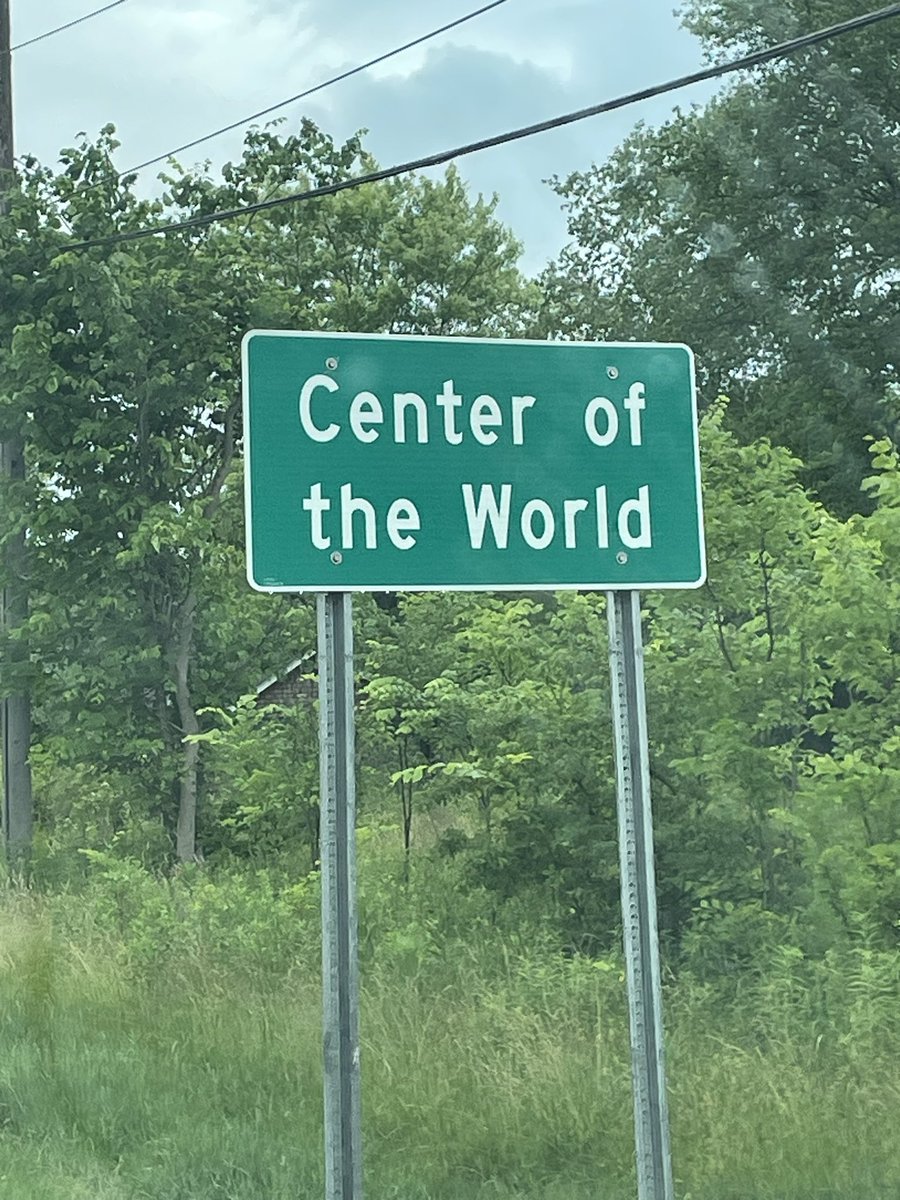 Center of
the World